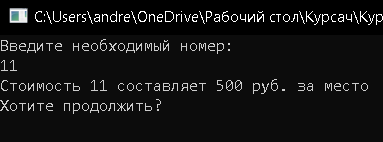 C:\Users\andre\OneDrive\Рабочий стол\Курсач\Кур
Введите необходимый номер:
11
Стоимость 11 составляет 500 руб. за место
Хотите продолжить?